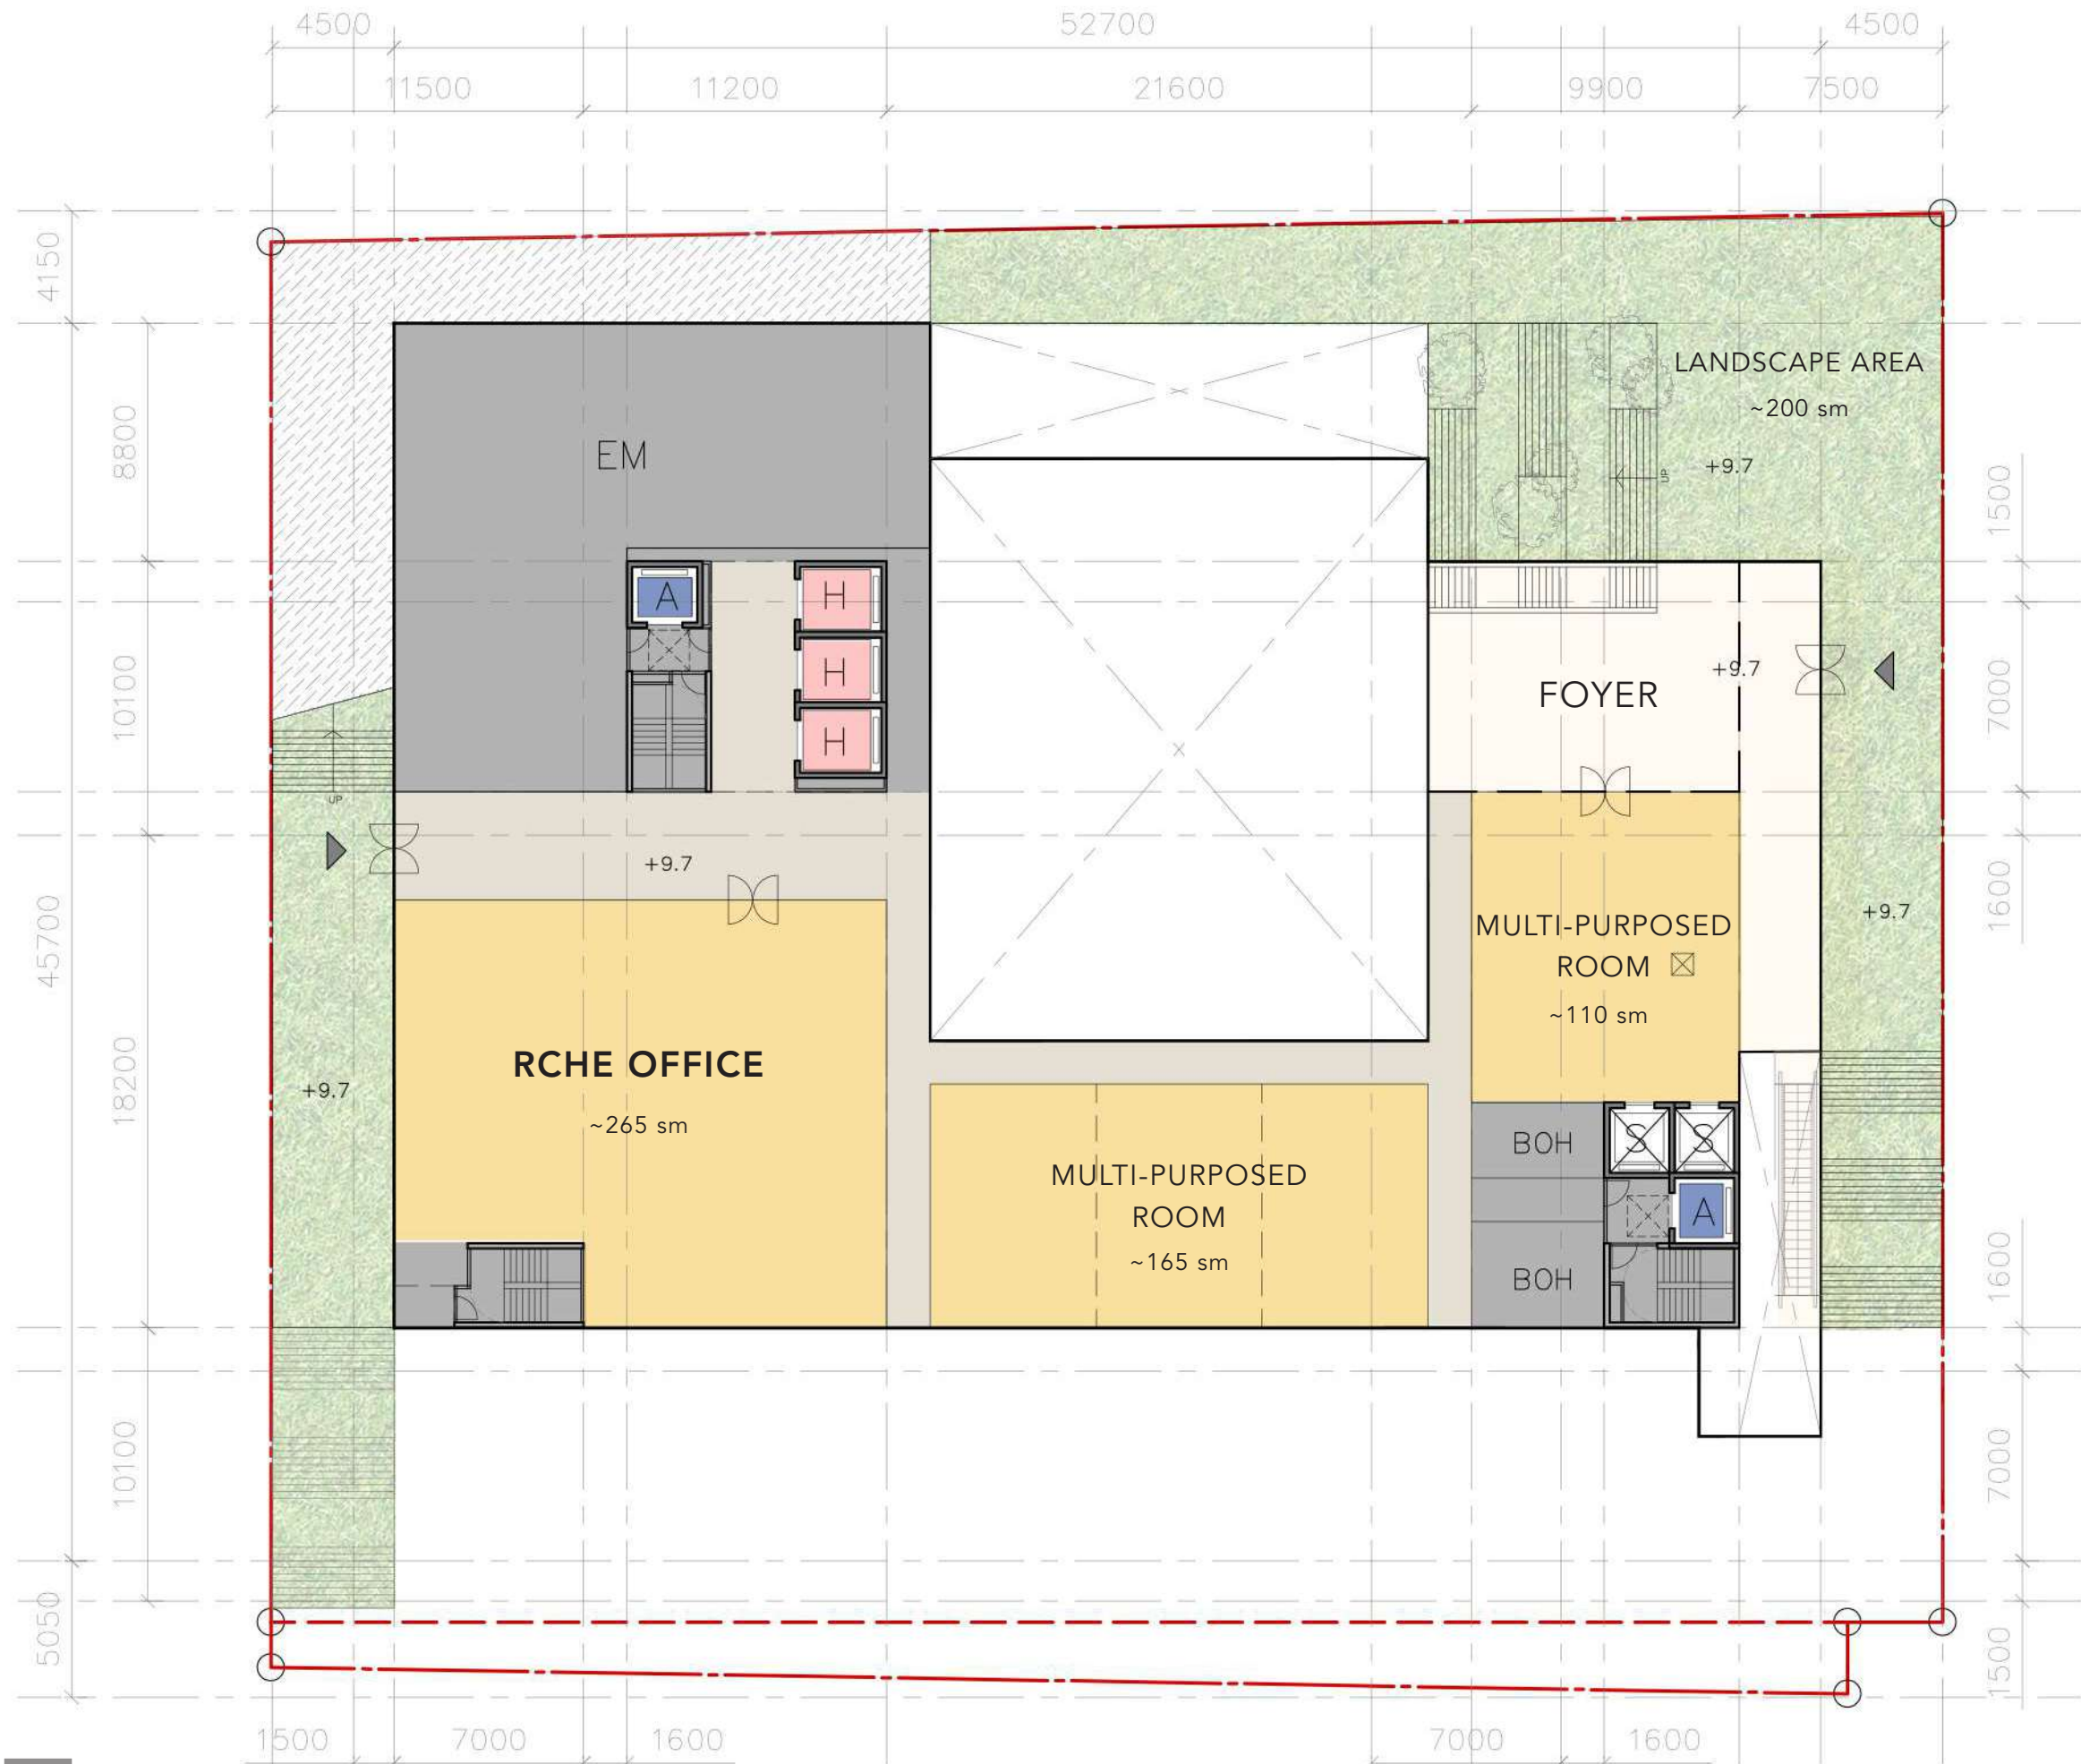 4500 52700 4500
11500 11200 21600 9900 7500
4150
LANDSCAPE AREA
~200 sm
8800
EM
+9.7
UP
1500
A
H
H
H
10100
+9.7
FOYER
7000
UP
+9.7
45700
1600
MULTI-PURPOSED
ROOM
~110 sm
+9.7
RCHE OFFICE
~265 sm
+9.7
18200
BOH
S S
MULTI-PURPOSED
ROOM
~165 sm
A
BOH
1600
10100
7000
5050
1500
1500 7000 1600 7000 1600